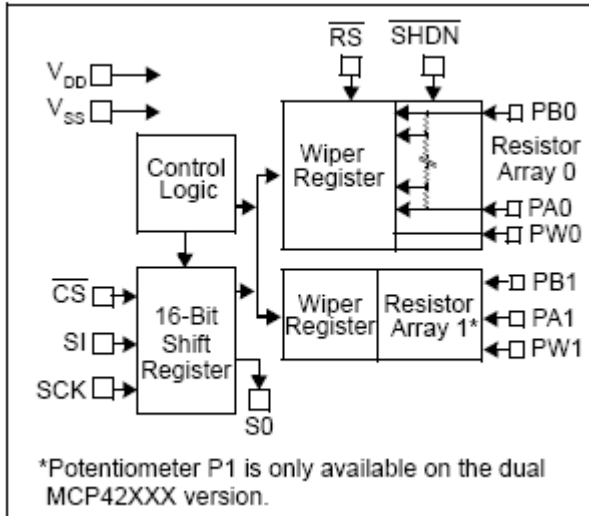 RS
SHDN
VDD
VSS
Control
Logic
Wiper
Register
PB0
Resistor
Array 0
PA0
PW0
CS
SI
SCK
16-Bit
Shift
Register
S0
Wiper
Register
Resistor
Array 1*
PB1
PA1
PW1
*Potentiometer P1 is only available on the dual
MCP42XXX version.